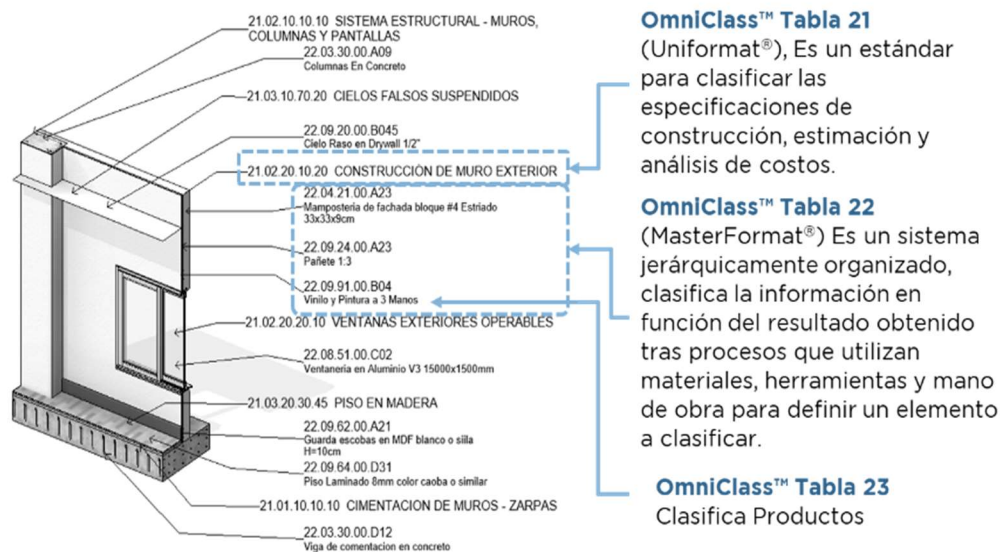 21.02.10.10.10 SISTEMA ESTRUCTURAL - MUROS,
COLUMNAS Y PANTALLAS
22.03.30.00.A09
Columnas En Concreto
21.03.10.70.20 CIELOS FALSOS SUSPENDIDOS
22.09.20.00.B045
Cielo Raso en Drywall 1/2"
21.02.20.10.20 CONSTRUCCIÓN DE MURO EXTERIOR
22.04.21.00.A23
Mamposteria de fachada bloque #4 Estriado
33x33x9cm
22.09.24.00.A23
Pañete 1:3
22.09.91.00.B04
Vinilo y Pintura a 3 Manos
21.02.20.20.10 VENTANAS EXTERIORES OPERABLES
22.08.51.00.C02
Ventaneria en Aluminio V3 15000x1500mm
21.03.20.30.45 PISO EN MADERA
22.09.62.00.A21
Guarda escobas en MDF blanco o siila
H=10cm
22.09.64.00.D31
Piso Laminado 8mm color caoba o similar
21.01.10.10.10 CIMENTACION DE MUROS - ZARPAS
22.03.30.00.D12
Viga de comentacion en concreto
OmniClass™ Tabla 21
(Uniformat®), Es un estándar
para clasificar las
especificaciones de
construcción, estimación y
análisis de costos.
OmniClass™ Tabla 22
(MasterFormat®) Es un sistema
jerárquicamente organizado,
clasifica la información en
función del resultado obtenido
tras procesos que utilizan
materiales, herramientas y mano
de obra para definir un elemento
a clasificar.
OmniClass™ Tabla 23
Clasifica Productos